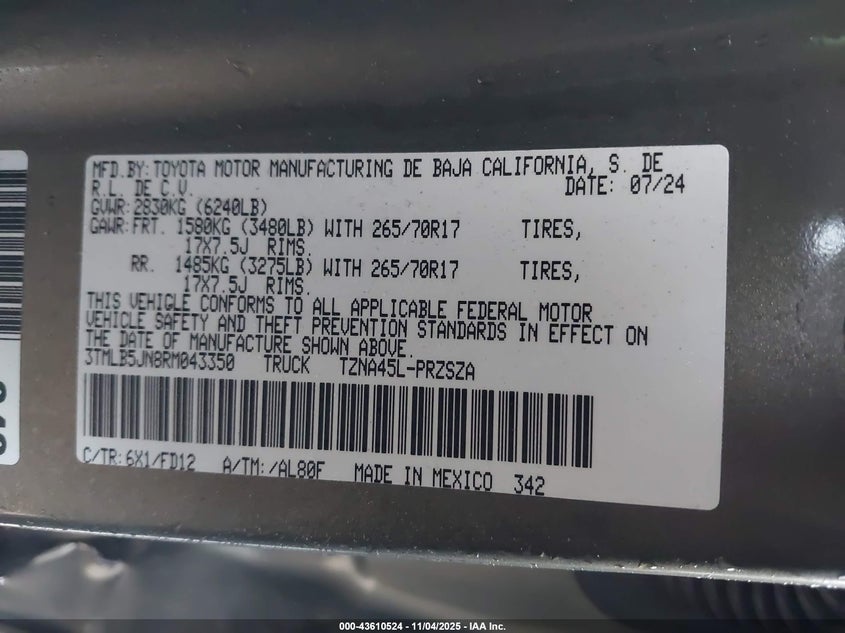 MFD.BY:TOYOTA MOTOR MANUFACTURING DE BAJA CALIFORNIA, S. DE
R.L. DE C.V. DATE: 07/24
GVWR:2830KG (6240LB)
GAWR:FRT. 1580KG (3480LB) WITH 265/70R17 TIRES,
17X7.5J RIMS.
RR. 1485KG (3275LB) WITH 265/70R17 TIRES,
17X7.5J RIMS.
THIS VEHICLE CONFORMS TO ALL APPLICABLE FEDERAL MOTOR
VEHICLE SAFETY AND THEFT PREVENTION STANDARDS IN EFFECT ON
THE DATE OF MANUFACTURE SHOWN ABOVE.
3TMLB5JN8RM043350 TRUCK TZNA45L-PRZSZA
C/TR:6X1/FD12 A/TM:/AL80F MADE IN MEXICO 342
000-43610524 | 11/04/2025 | IAA Inc.